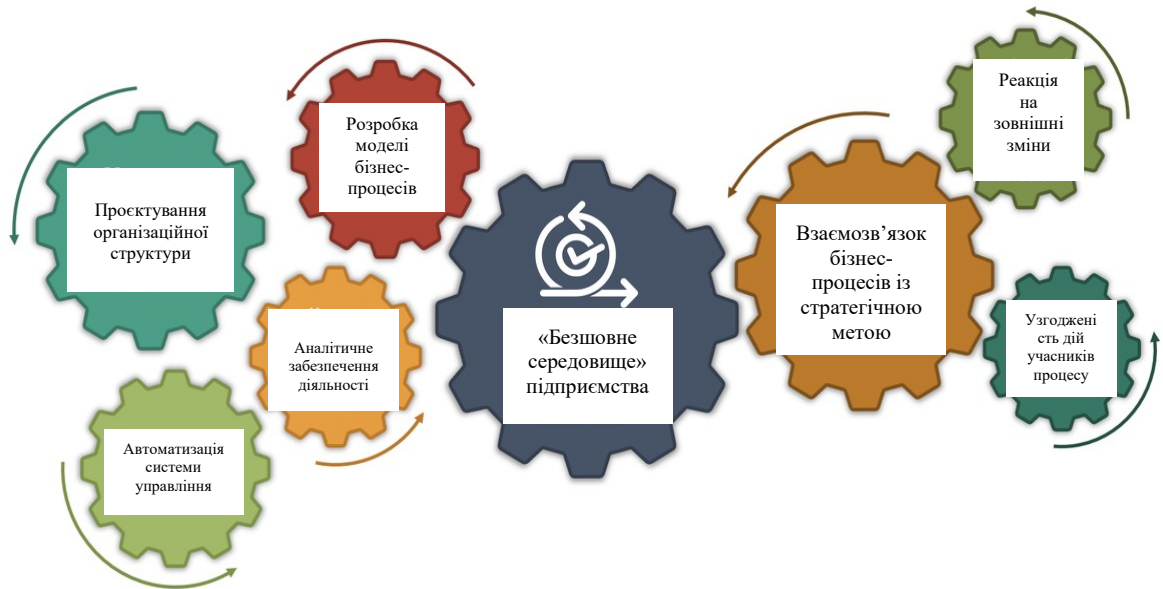 Проєктування
організаційної
структури
Розробка
моделі
бізнес-
процесів
Аналітичне
забезпечення
діяльності
Автоматизація
системи
управління
«Безшовне
середовище»
підприємства
Взаємозв’язок
бізнес-
процесів із
стратегічною
метою
Реакція
на
зовнішні
зміни
Узгоджені
сть дій
учасників
процесу